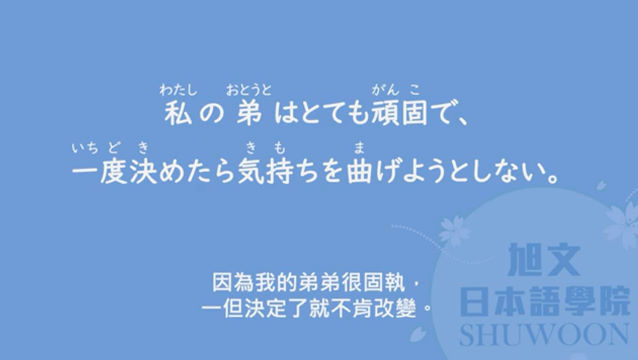 わたし おとうと がん こ
私の弟はとても頑固で、
いち ど き き も ま
一度決めたら気持ちを曲げようとしない。
因為我的弟弟很固執，
一但決定了就不肯改變。
旭文
日本語學院
SHUWOON